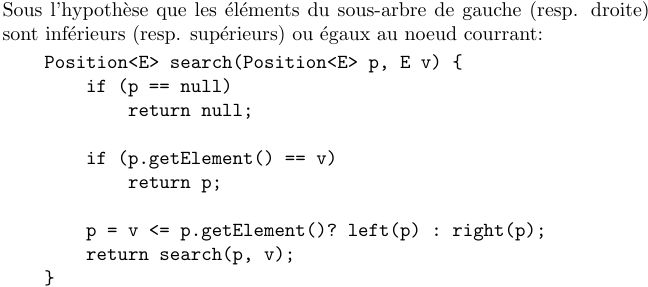 Sous l'hypothèse que les éléments du sous-arbre de gauche (resp. droite)
sont inférieurs (resp. supérieurs) ou égaux au noeud courrant:
Position<E> search(Position<E> p, E v) {
if (p == null)
return null;
if (p.getElement() == v)
return p;
p = v <= p.getElement()? left(p) : right(p);
return search(p, v);
}